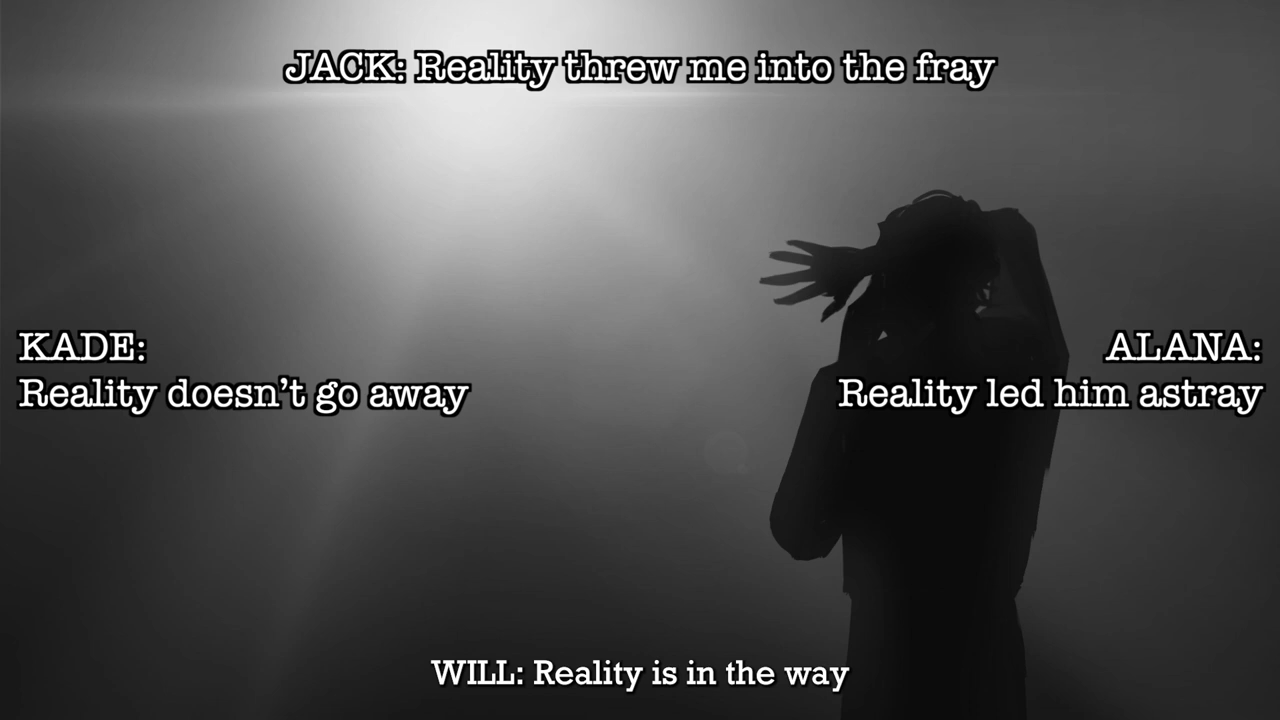 JACK: Reality threw me into the fray
KADE:
Reality doesn’t go away
ALANA:
Reality led him astray
WILL: Reality is in the way